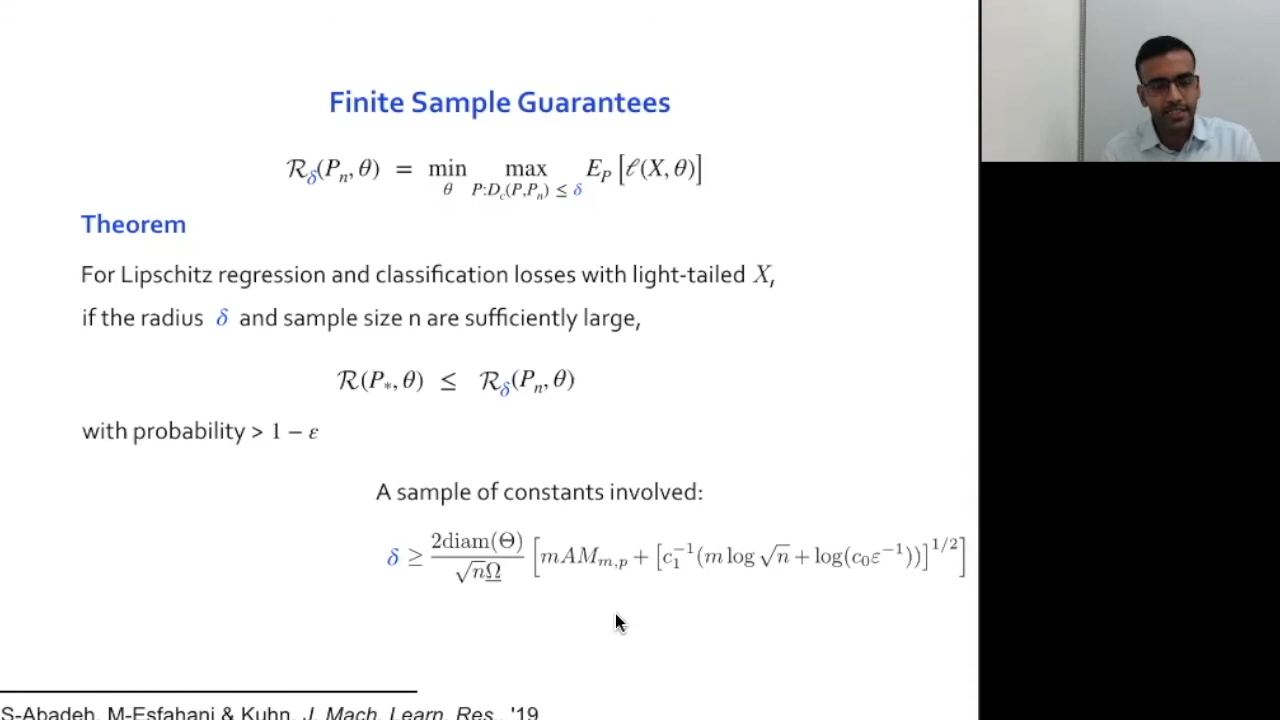 Finite Sample Guarantees
ℛ_δ(P_n, θ) = min_θ max_{P:D_c(P,P_n) ≤ δ} E_P [ℓ(X, θ)]
Theorem
For Lipschitz regression and classification losses with light-tailed X,
if the radius δ and sample size n are sufficiently large,
ℛ(P_*, θ) ≤ ℛ_δ(P_n, θ)
with probability > 1 − ε
A sample of constants involved:
δ ≥ 2diam(Θ) / √n Ω̲ [mAM_{m,p} + [c_1^{−1}(m log √n + log(c_0ε^{−1}))]^{1/2}]
S-Abadeh, M-Esfahani & Kuhn, J. Mach. Learn. Res., '19